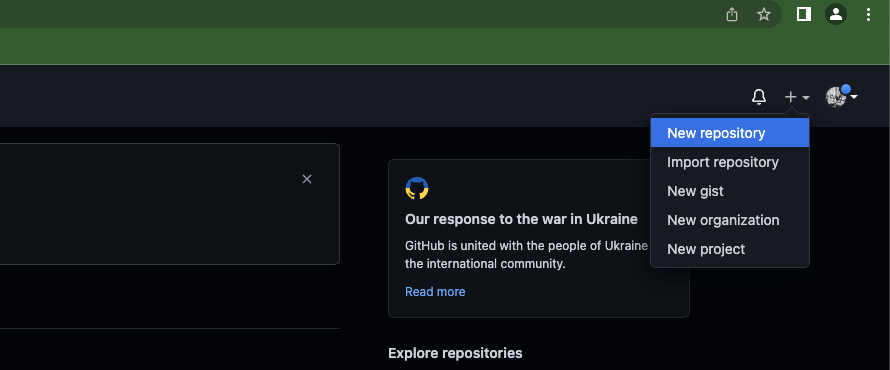 New repository
Import repository
New gist
New organization
New project
Our response to the war in Ukraine
GitHub is united with the people of Ukraine
the international community.
Read more
Explore repositories